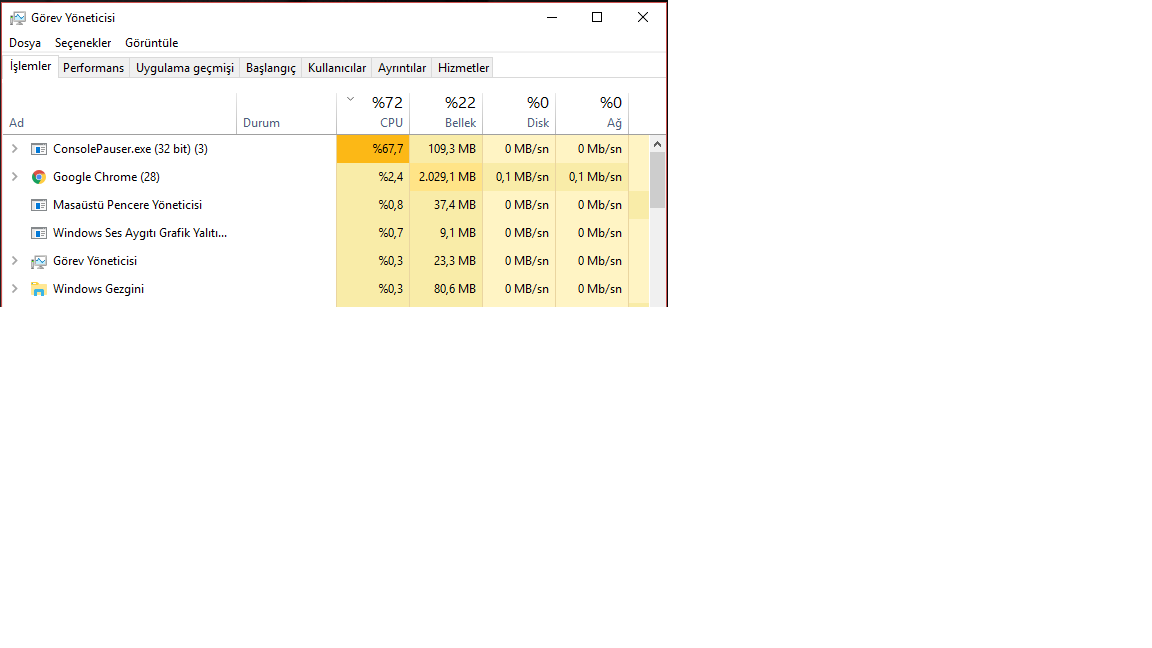 Görev Yöneticisi
Dosya Seçenekler Görüntüle
İşlemler Performans Uygulama geçmişi Başlangıç Kullanıcılar Ayrıntılar Hizmetler
%72 %22 %0 %0
Ad Durum CPU Bellek Disk Ağ
ConsolePauser.exe (32 bit) (3) %67,7 109,3 MB 0 MB/sn 0 Mb/sn
Google Chrome (28) %2,4 2.029,1 MB 0,1 MB/sn 0,1 Mb/sn
Masaüstü Pencere Yöneticisi %0,8 37,4 MB 0 MB/sn 0 Mb/sn
Windows Ses Aygıtı Grafik Yalıtı... %0,7 9,1 MB 0 MB/sn 0 Mb/sn
Görev Yöneticisi %0,3 23,3 MB 0 MB/sn 0 Mb/sn
Windows Gezgini %0,3 80,6 MB 0 MB/sn 0 Mb/sn